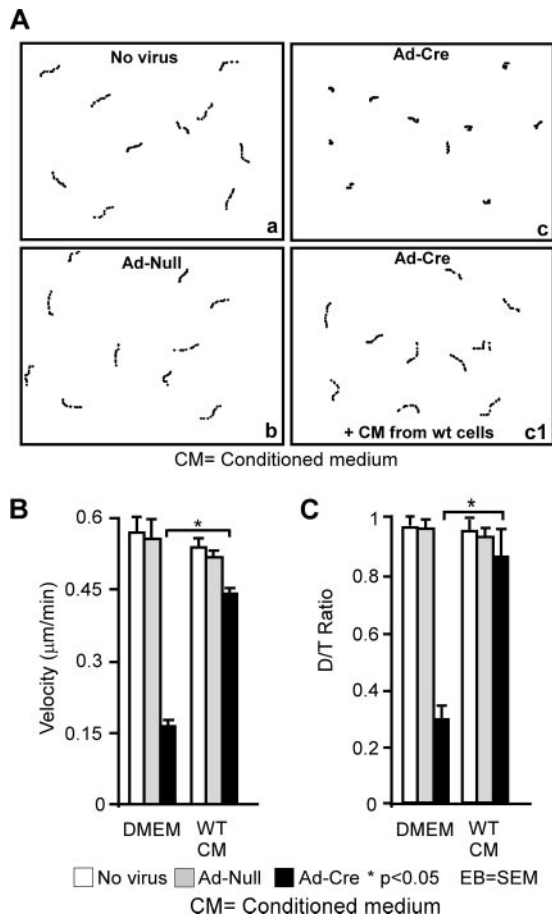 A
No virus
a
Ad-Cre
c
Ad-Null
b
Ad-Cre
+ CM from wt cells
c1
CM= Conditioned medium
B
Velocity (μm/min)
0.6
0.45
0.3
0.15
0
*
DMEM
WT
CM
C
D/T Ratio
1
0.8
0.6
0.4
0.2
0
*
DMEM
WT
CM
No virus Ad-Null Ad-Cre * p<0.05 EB=SEM
CM= Conditioned medium